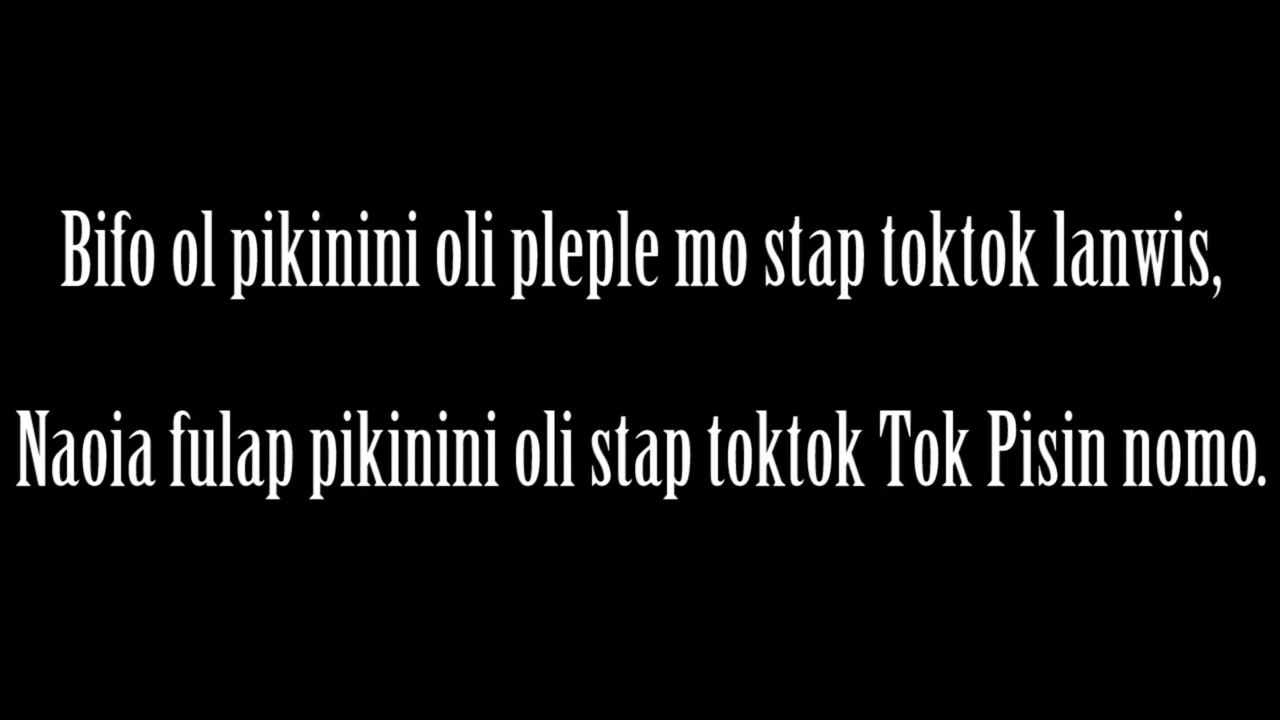 Bifo ol pikinini oli pleple mo stap toktok lanwis,
Naoia fulap pikinini oli stap toktok Tok Pisin nomo.